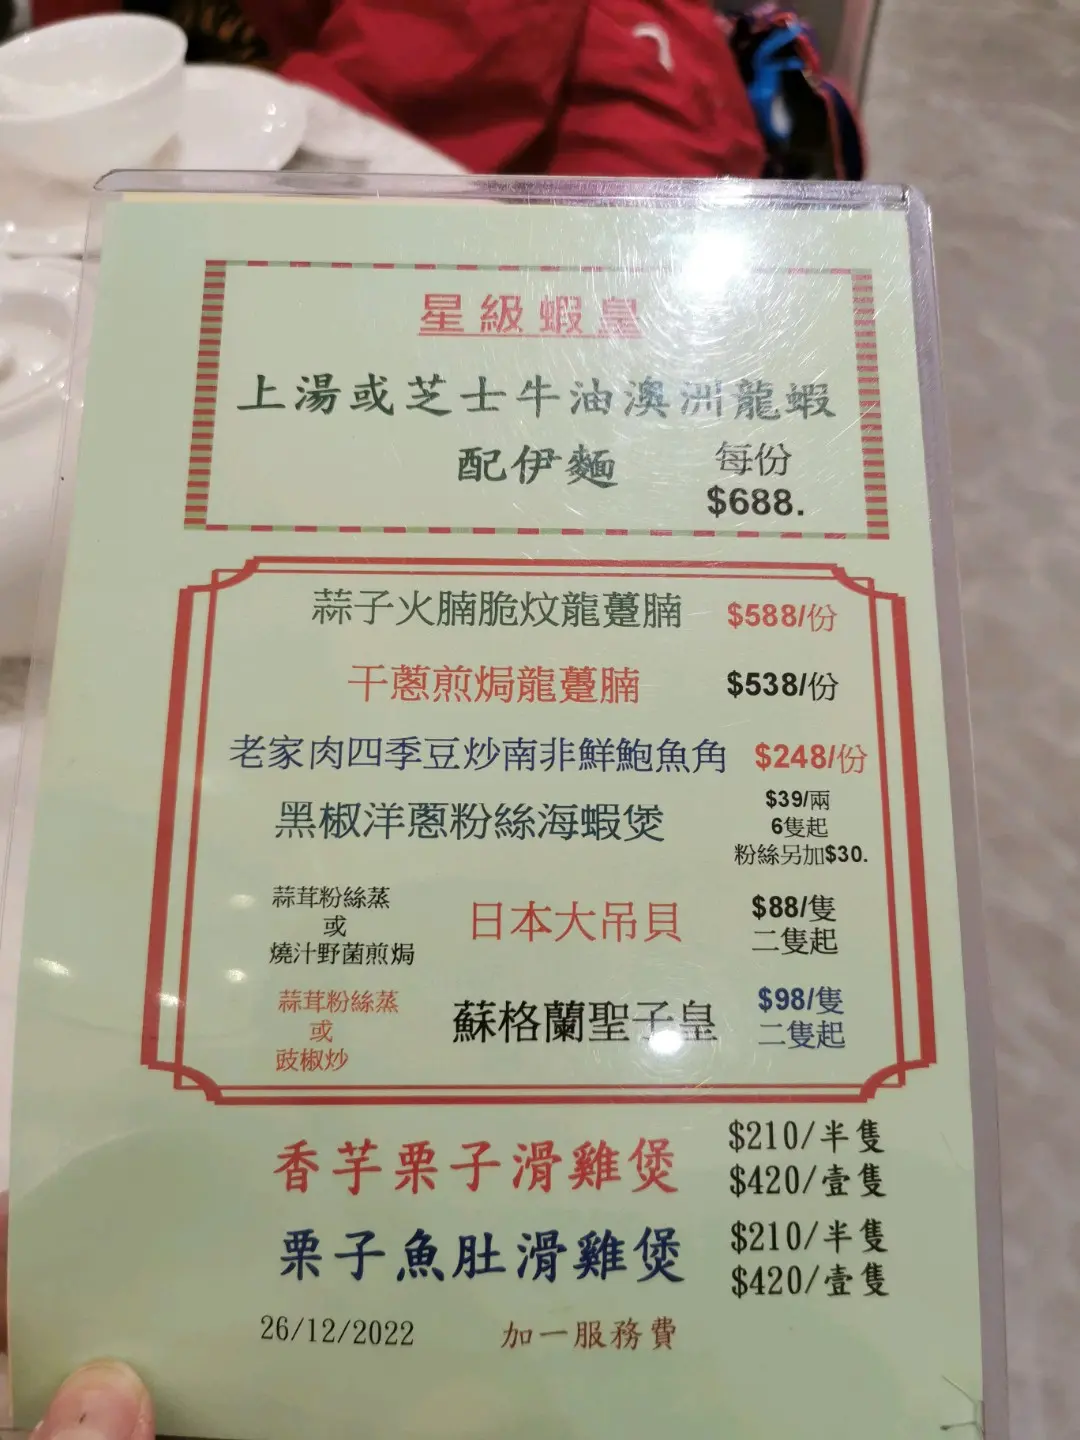 星級蝦皇
上湯或芝士牛油澳洲龍蝦
配伊麵
每份
$688.
蒜子火腩脆炆龍躉腩 $588/份
干蔥煎焗龍躉腩 $538/份
老家肉四季豆炒南非鮮鮑魚角 $248/份
黑椒洋蔥粉絲海蝦煲
$39/兩
6隻起
粉絲另加$30.
蒜茸粉絲蒸
或
燒汁野菌煎焗
日本大吊貝
$88/隻
二隻起
蒜茸粉絲蒸
或
豉椒炒
蘇格蘭聖子皇
$98/隻
二隻起
香芋栗子滑雞煲
$210/半隻
$420/壹隻
栗子魚肚滑雞煲
$210/半隻
$420/壹隻
26/12/2022 加一服務費